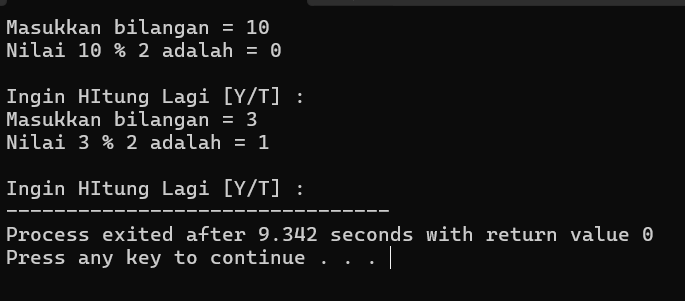 Masukkan bilangan = 10
Nilai 10 % 2 adalah = 0
Ingin HItung Lagi [Y/T] :
Masukkan bilangan = 3
Nilai 3 % 2 adalah = 1
Ingin HItung Lagi [Y/T] :
--------------------------------
Process exited after 9.342 seconds with return value 0
Press any key to continue . . .